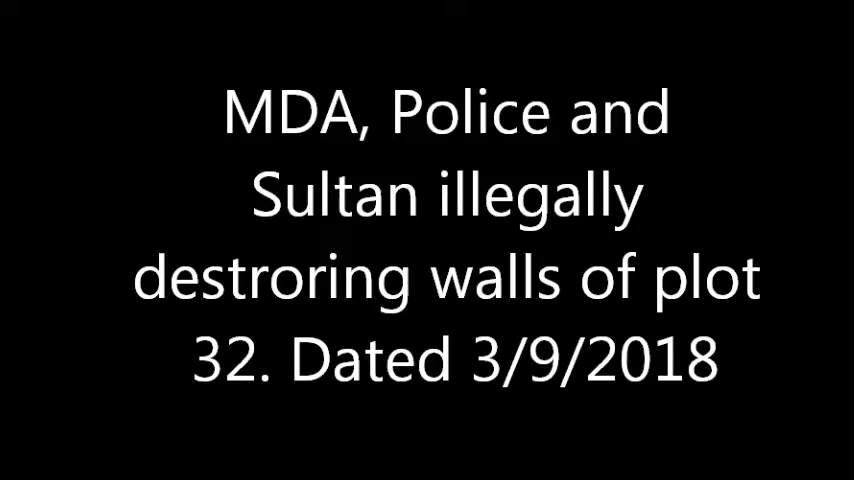 MDA, Police and
Sultan illegally
destroring walls of plot
32. Dated 3/9/2018